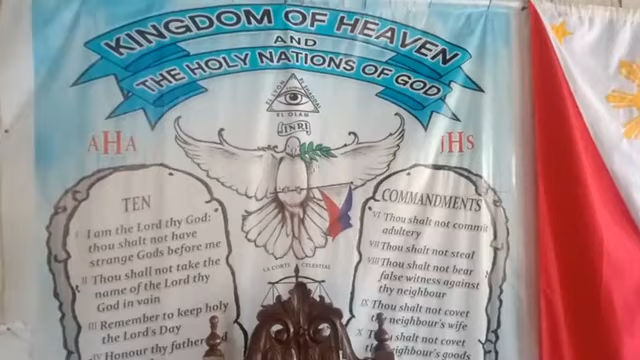 KINGDOM OF HEAVEN
AND
THE HOLY NATIONS OF GOD
EL OLAM
INRI
AHA
IHS
TEN
I I am the Lord thy God:
thou shalt not have
strange Gods before me
II Thou shall not take the
name of the Lord thy
God in vain
III Remember to keep holy
the Lord's Day
Honour thy father
COMMANDMENTS
VI Thou shalt not commit
adultery
VII Thou shalt not steal
VIII Thou shalt not bear
false witness against
thy neighbour
IX Thou shalt not covet
thy neighbour's wife
X Thou shalt not covet
neighbour's goods
LA CORTE CELESTIAL